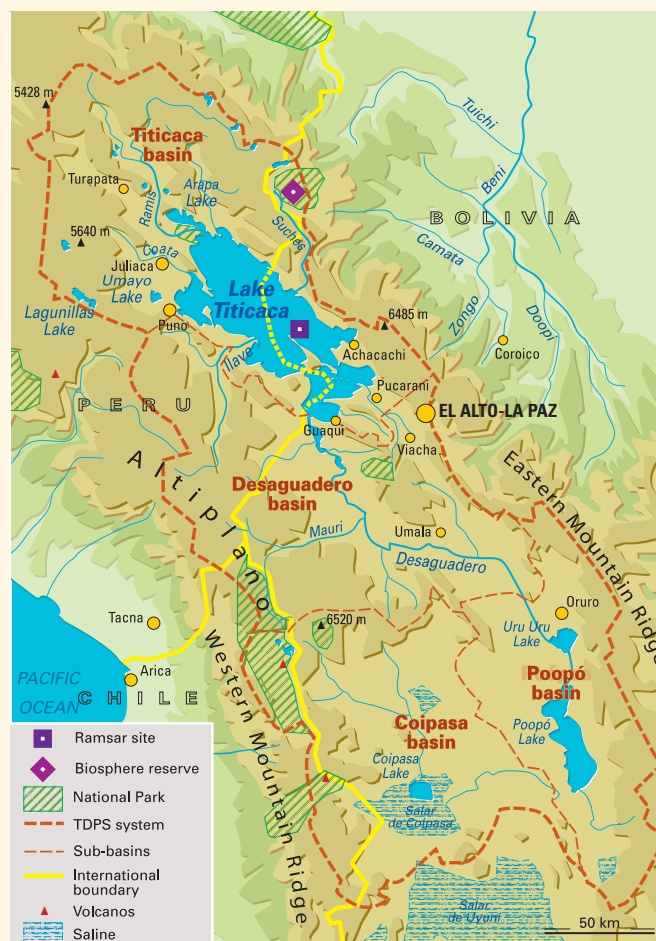 5428 m
Titicaca
basin
Tuichi
Turapata
Ramis
Arapa
Lake
Beni
Suches
BOLIVIA
5640 m
Coata
Juliaca
Umayo
Lake
Camata
Lake
Titicaca
Lagunillas
Lake
Puno
6485 m
Zongo
Doopi
Ilave
Achacachi
Coroico
Pucarani
PERU
EL ALTO-LA PAZ
Guaqui
Viacha
Altiplano
Desaguadero
basin
Eastern Mountain Ridge
Mauri
Umala
Desaguadero
Tacna
6520 m
Oruro
Uru Uru
Lake
Western Mountain Ridge
Arica
PACIFIC
OCEAN
CHILE
Poopó
basin
Coipasa
basin
Poopó
Lake
Coipasa
Lake
Salar
de Coipasa
Salar
de Uyuni
50 km
Ramsar site
Biosphere reserve
National Park
TDPS system
Sub-basins
International
boundary
Volcanos
Saline